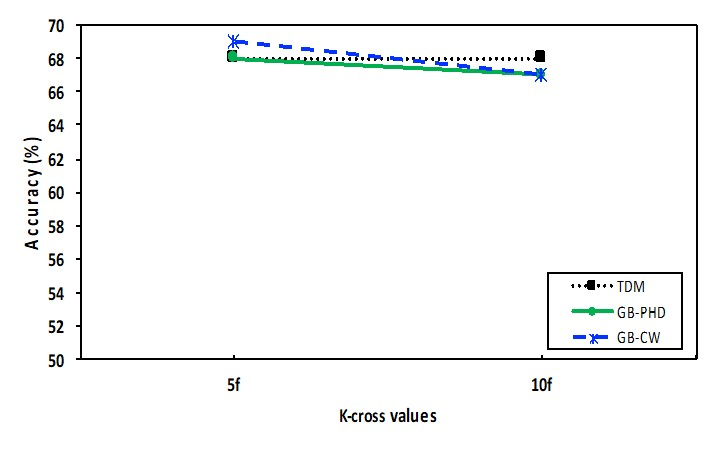 70
68
66
64
62
60
58
56
54
52
50
Accuracy (%)
TDM
GB-PHD
GB-CW
5f 10f
K-cross values